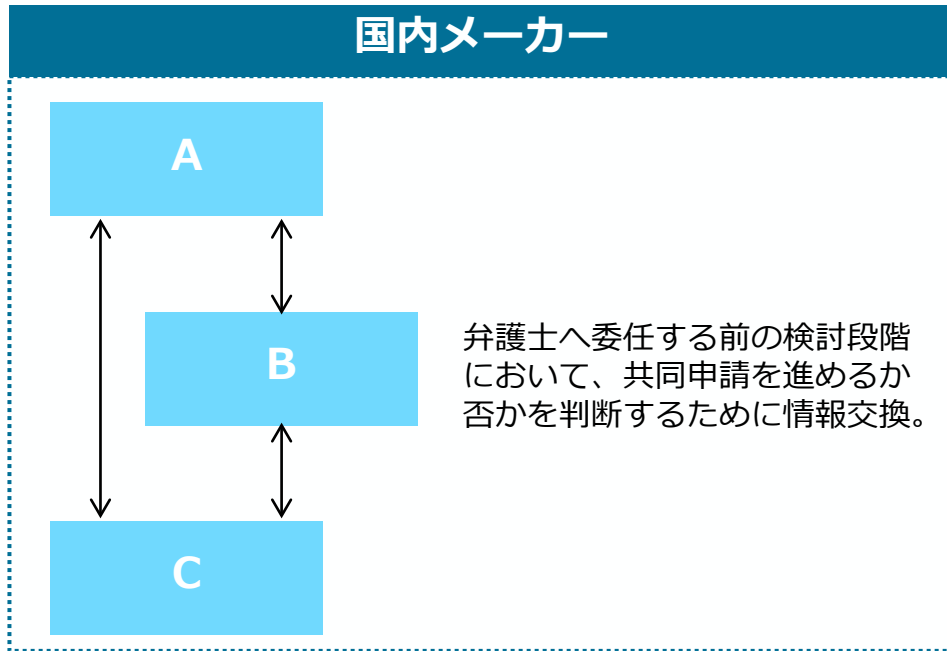 国内メーカー
A
B
弁護士へ委任する前の検討段階
において、共同申請を進めるか
否かを判断するために情報交換。
C